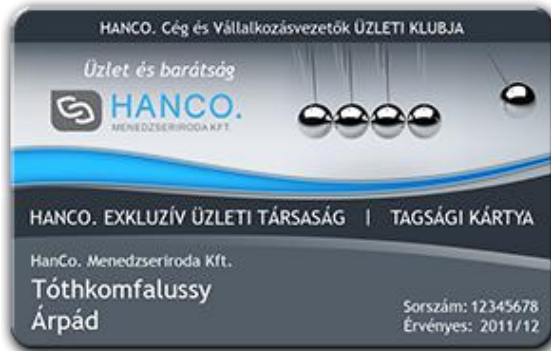 HANCO. Cég és Vállalkozásvezetők ÜZLETI KLUBJA
Üzlet és barátság
HANCO.
MENEDZSERIRODA KFT.
HANCO. EXKLUZÍV ÜZLETI TÁRSASÁG | TAGSÁGI KÁRTYA
HanCo. Menedzseriroda Kft.
Tóthkomfalussy
Árpád
Sorszám: 12345678
Érvényes: 2011/12